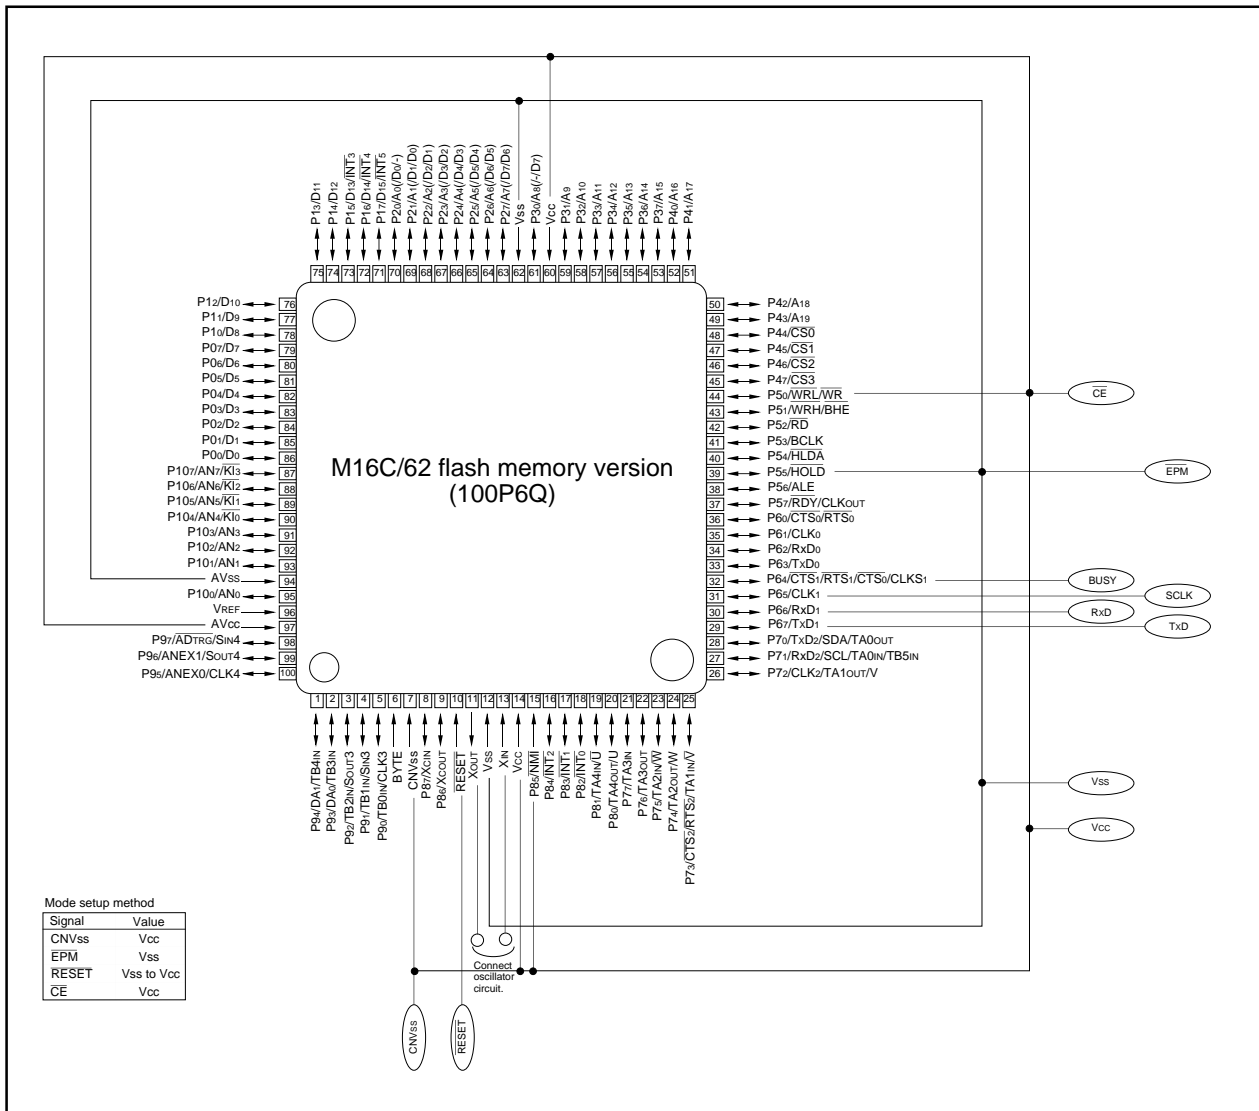 P13/D11
P14/D12
P15/D13/INT3
P16/D14/INT4
P17/D15/INT5
P20/A0(/D0/-)
P21/A1(/D1/D0)
P22/A2(/D2/D1)
P23/A3(/D3/D2)
P24/A4(/D4/D3)
P25/A5(/D5/D4)
P26/A6(/D6/D5)
P27/A7(/D7/D6)
Vss
P30/A8(/-/D7)
Vcc
P31/A9
P32/A10
P33/A11
P34/A12
P35/A13
P36/A14
P37/A15
P40/A16
P41/A17
75 74 73 72 71 70 69 68 67 66 65 64 63 62 61 60 59 58 57 56 55 54 53 52 51
P12/D10 76
P11/D9 77
P10/D8 78
P07/D7 79
P06/D6 80
P05/D5 81
P04/D4 82
P03/D3 83
P02/D2 84
P01/D1 85
P00/D0 86
P107/AN7/KI3 87
P106/AN6/KI2 88
P105/AN5/KI1 89
P104/AN4/KI0 90
P103/AN3 91
P102/AN2 92
P101/AN1 93
AVss 94
P100/AN0 95
VREF 96
AVcc 97
P97/ADTRG/SIN4 98
P96/ANEX1/SOUT4 99
P95/ANEX0/CLK4 100
M16C/62 flash memory version
(100P6Q)
50 P42/A18
49 P43/A19
48 P44/CS0
47 P45/CS1
46 P46/CS2
45 P47/CS3
44 P50/WRL/WR
43 P51/WRH/BHE
42 P52/RD
41 P53/BCLK
40 P54/HLDA
39 P55/HOLD
38 P56/ALE
37 P57/RDY/CLKOUT
36 P60/CTS0/RTS0
35 P61/CLK0
34 P62/RxD0
33 P63/TxD0
32 P64/CTS1/RTS1/CTS0/CLKS1
31 P65/CLK1
30 P66/RxD1
29 P67/TxD1
28 P70/TxD2/SDA/TA0OUT
27 P71/RxD2/SCL/TA0IN/TB5IN
26 P72/CLK2/TA1OUT/V
CE
EPM
BUSY
SCLK
RxD
TxD
Vss
Vcc
1 2 3 4 5 6 7 8 9 10 11 12 13 14 15 16 17 18 19 20 21 22 23 24 25
P94/DA1/TB4IN
P93/DA0/TB3IN
P92/TB2IN/SOUT3
P91/TB1IN/SIN3
P90/TB0IN/CLK3
BYTE
CNVss
P87/XCIN
P86/XCOUT
RESET
XOUT
Vss
XIN
Vcc
P85/NMI
P84/INT2
P83/INT1
P82/INT0
P81/TA4IN/U
P80/TA4OUT/U
P77/TA3IN
P76/TA3OUT
P75/TA2IN/W
P74/TA2OUT/W
P73/CTS2/RTS2/TA1IN/V
Connect
oscillator
circuit.
CNVss
RESET
Mode setup method
Signal Value
CNVss Vcc
EPM Vss
RESET Vss to Vcc
CE Vcc